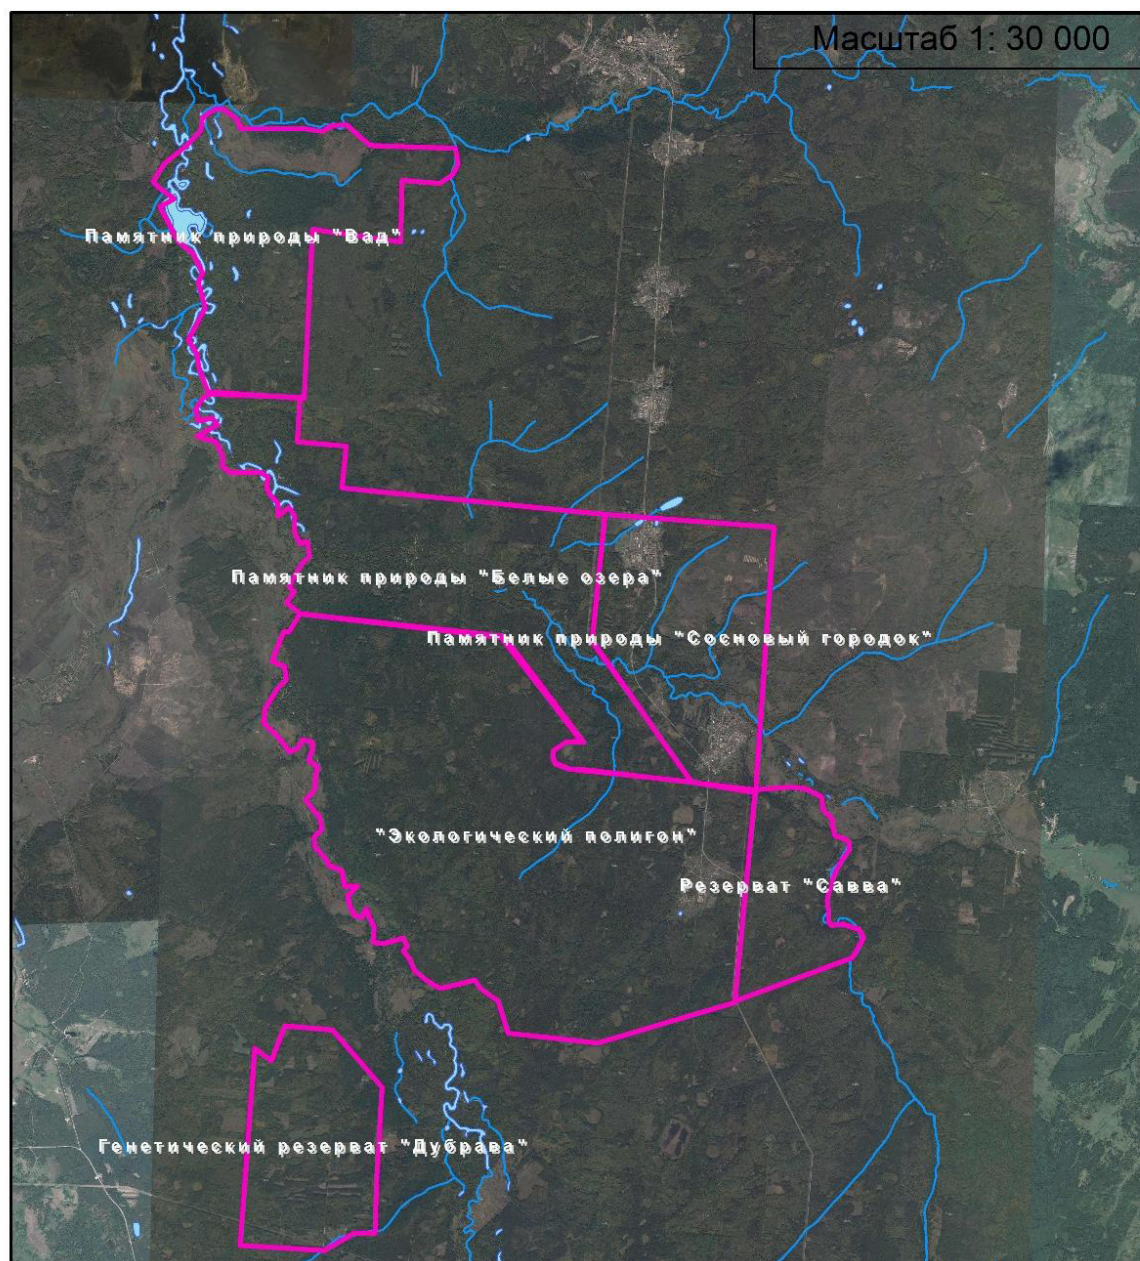 Масштаб 1: 30 000
Памятник природы "Вад"
Памятник природы "Белые озера"
Памятник природы "Сосновый городок"
"Экологический полигон"
Резерват "Савва"
Генетический резерват "Дубрава"